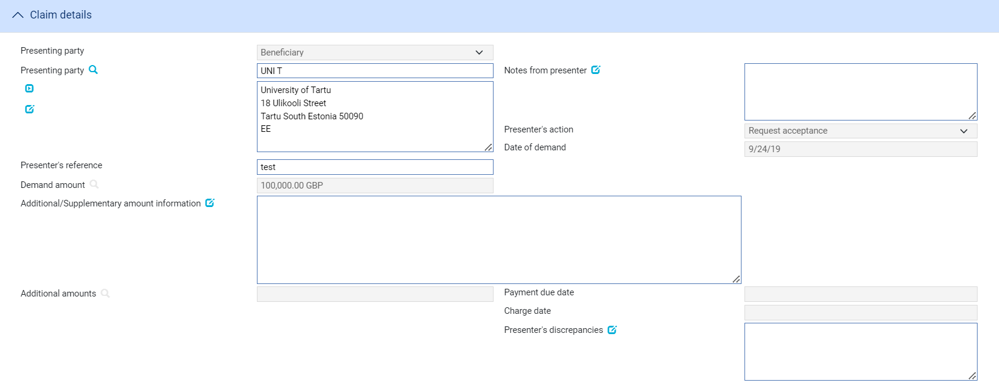 Claim details
Presenting party
Beneficiary
Presenting party
UNI T
University of Tartu
18 Ulikooli Street
Tartu South Estonia 50090
EE
Notes from presenter
Presenter's action
Request acceptance
Date of demand
9/24/19
Presenter's reference
test
Demand amount
100,000.00 GBP
Additional/Supplementary amount information
Additional amounts
Payment due date
Charge date
Presenter's discrepancies